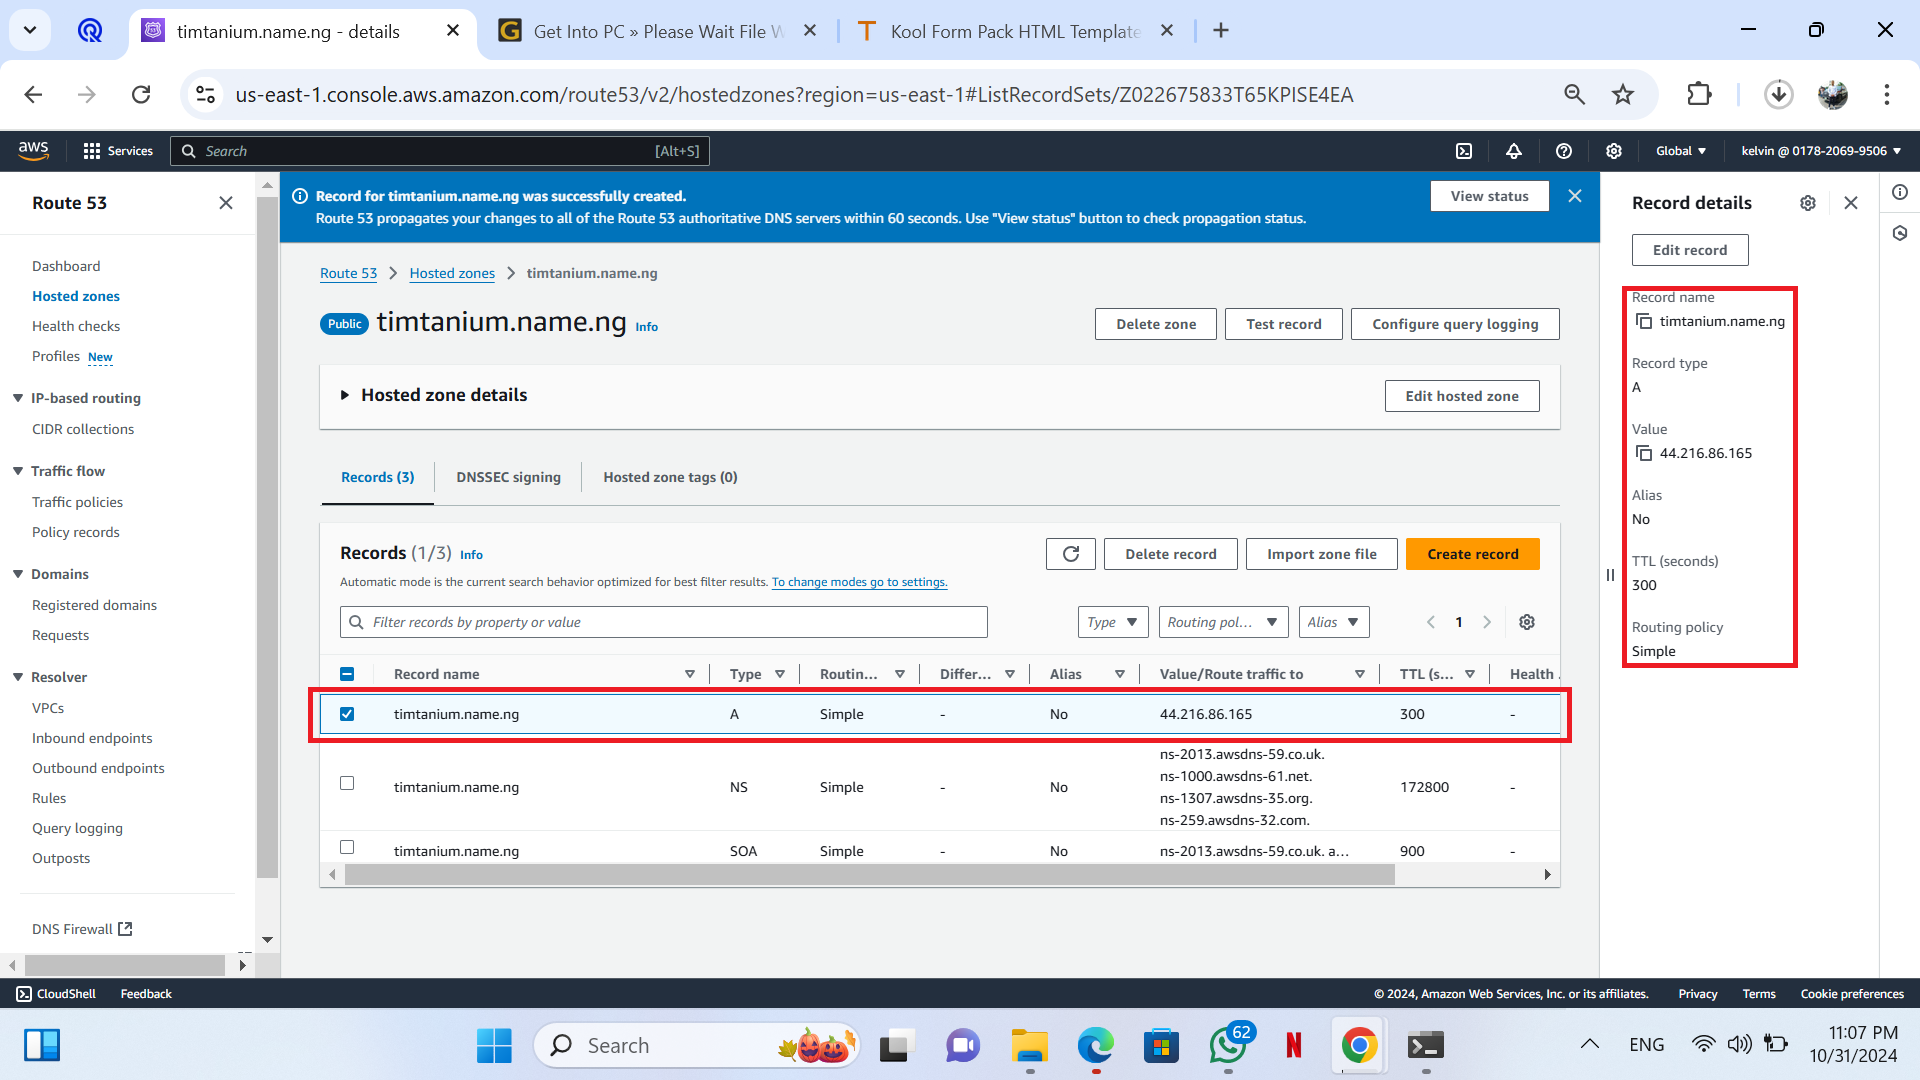 timtanium.name.ng - details
Get Into PC » Please Wait File W
Kool Form Pack HTML Template
us-east-1.console.aws.amazon.com/route53/v2/hostedzones?region=us-east-1#ListRecordSets/Z022675833T65KPISE4EA
aws
Services
Search
[Alt+S]
Global
kelvin @ 0178-2069-9506
Route 53
Dashboard
Hosted zones
Health checks
Profiles New
IP-based routing
CIDR collections
Traffic flow
Traffic policies
Policy records
Domains
Registered domains
Requests
Resolver
VPCs
Inbound endpoints
Outbound endpoints
Rules
Query logging
Outposts
DNS Firewall
Record for timtanium.name.ng was successfully created.
Route 53 propagates your changes to all of the Route 53 authoritative DNS servers within 60 seconds. Use "View status" button to check propagation status.
View status
Route 53 > Hosted zones > timtanium.name.ng
Public timtanium.name.ng Info
Delete zone
Test record
Configure query logging
Hosted zone details
Edit hosted zone
Records (3)
DNSSEC signing
Hosted zone tags (0)
Records (1/3) Info
Delete record
Import zone file
Create record
Automatic mode is the current search behavior optimized for best filter results. To change modes go to settings.
Filter records by property or value
Type
Routing pol...
Alias
1
Record name Type Routin... Differ... Alias Value/Route traffic to TTL (s... Health .
timtanium.name.ng A Simple - No 44.216.86.165 300 -
ns-2013.awsdns-59.co.uk.
ns-1000.awsdns-61.net.
timtanium.name.ng NS Simple - No 172800 -
ns-1307.awsdns-35.org.
ns-259.awsdns-32.com.
timtanium.name.ng SOA Simple - No ns-2013.awsdns-59.co.uk. a... 900 -
Record details
Edit record
Record name
timtanium.name.ng
Record type
A
Value
44.216.86.165
Alias
No
TTL (seconds)
300
Routing policy
Simple
CloudShell
Feedback
© 2024, Amazon Web Services, Inc. or its affiliates.
Privacy
Terms
Cookie preferences
Search
62
ENG
11:07 PM
10/31/2024